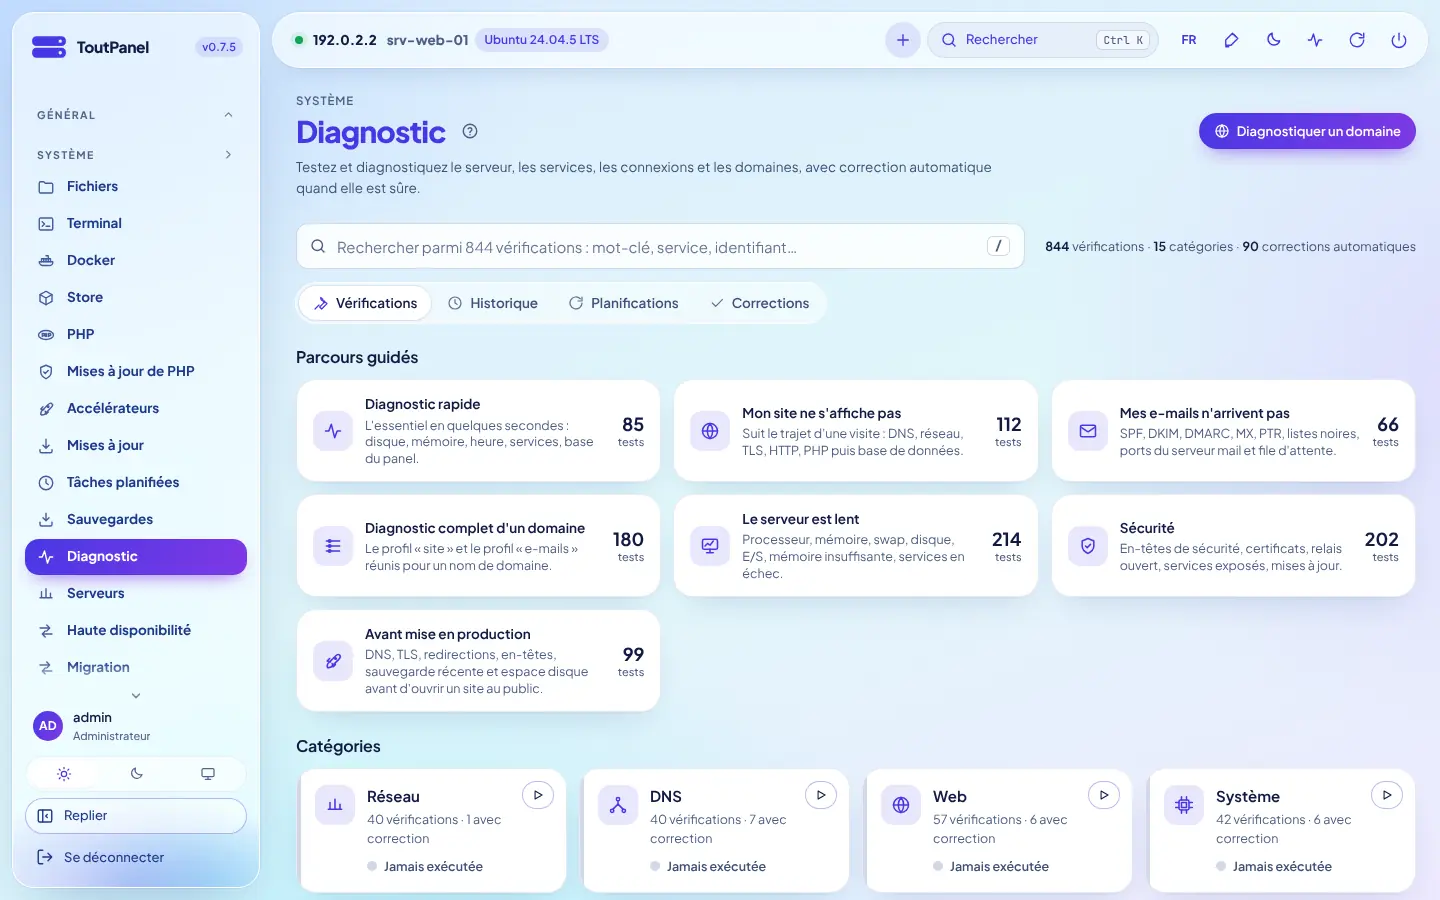 ToutPanel
v0.7.5
GÉNÉRAL
SYSTÈME
Fichiers
Terminal
Docker
Store
PHP
Mises à jour de PHP
Accélérateurs
Mises à jour
Tâches planifiées
Sauvegardes
Diagnostic
Serveurs
Haute disponibilité
Migration
AD
admin
Administrateur
Replier
Se déconnecter
192.0.2.2
srv-web-01
Ubuntu 24.04.5 LTS
Rechercher
Ctrl K
FR
SYSTÈME
Diagnostic
Diagnostiquer un domaine
Testez et diagnostiquez le serveur, les services, les connexions et les domaines, avec correction automatique
quand elle est sûre.
Rechercher parmi 844 vérifications : mot-clé, service, identifiant…
/
844 vérifications · 15 catégories · 90 corrections automatiques
Vérifications
Historique
Planifications
Corrections
Parcours guidés
Diagnostic rapide
L'essentiel en quelques secondes :
disque, mémoire, heure, services, base
du panel.
85
tests
Mon site ne s'affiche pas
Suit le trajet d'une visite : DNS, réseau,
TLS, HTTP, PHP puis base de données.
112
tests
Mes e-mails n'arrivent pas
SPF, DKIM, DMARC, MX, PTR, listes noires,
ports du serveur mail et file d'attente.
66
tests
Diagnostic complet d'un domaine
Le profil « site » et le profil « e-mails »
réunis pour un nom de domaine.
180
tests
Le serveur est lent
Processeur, mémoire, swap, disque,
E/S, mémoire insuffisante, services en
échec.
214
tests
Sécurité
En-têtes de sécurité, certificats, relais
ouvert, services exposés, mises à jour.
202
tests
Avant mise en production
DNS, TLS, redirections, en-têtes,
sauvegarde récente et espace disque
avant d'ouvrir un site au public.
99
tests
Catégories
Réseau
40 vérifications · 1 avec
correction
Jamais exécutée
DNS
40 vérifications · 7 avec
correction
Jamais exécutée
Web
57 vérifications · 6 avec
correction
Jamais exécutée
Système
42 vérifications · 6 avec
correction
Jamais exécutée